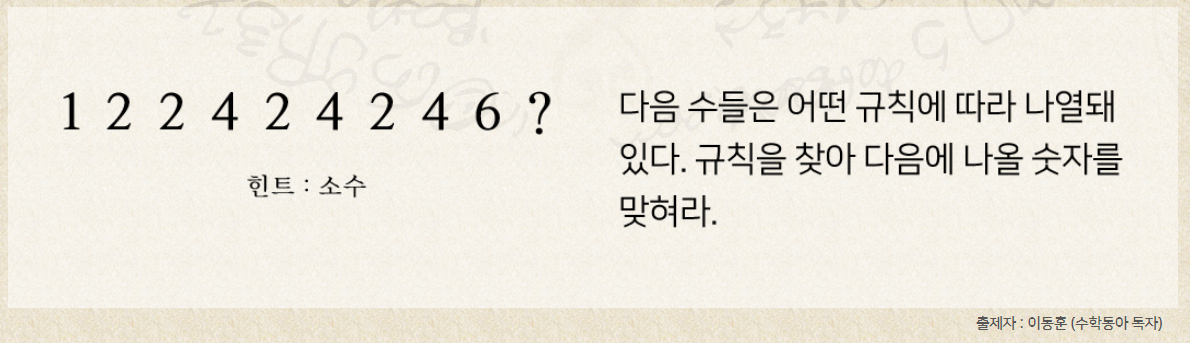 1 2 2 4 2 4 2 4 6 ?
힌트 : 소수
다음 수들은 어떤 규칙에 따라 나열돼
있다. 규칙을 찾아 다음에 나올 숫자를
맞혀라.
출제자 : 이동훈 (수학동아 독자)